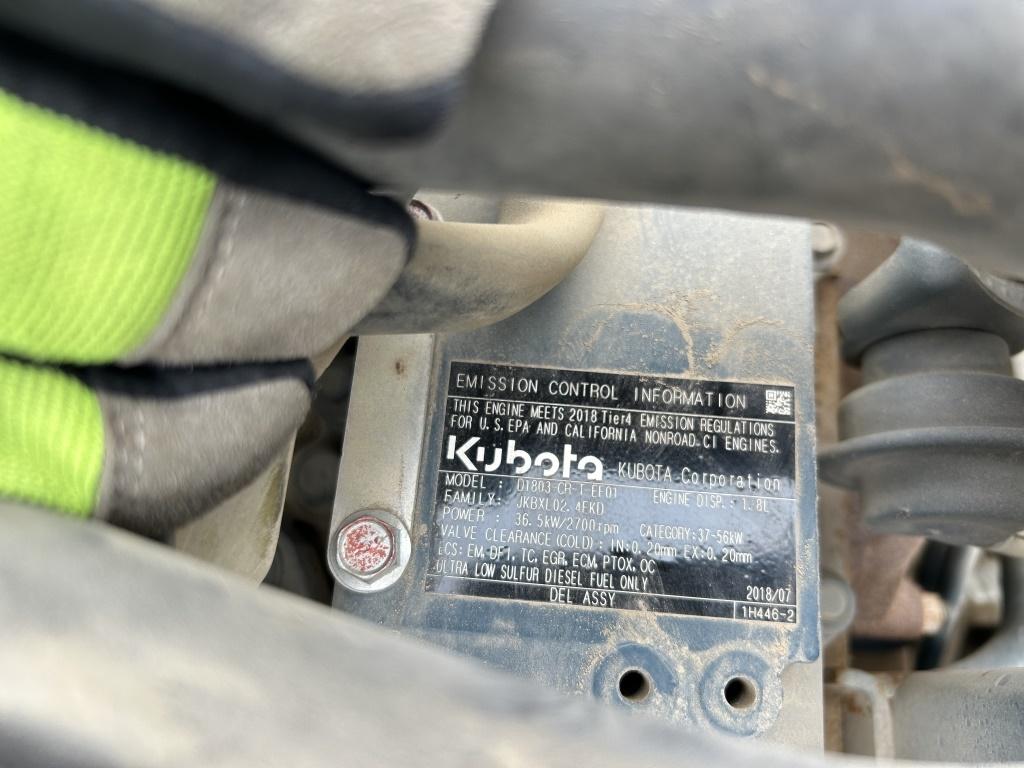 EMISSION CONTROL INFORMATION
THIS ENGINE MEETS 2018 Tier4 EMISSION REGULATIONS
FOR U.S.EPA AND CALIFORNIA NONROAD CI ENGINES.
Kubota KUBOTA Corporation
MODEL : D1803-CR-T-EF01 ENGINE DISP.: 1.8L
FAMILY: JKBXL02.4EKD
POWER : 36.5kW/2700rpm CATEGORY:37-56kW
VALVE CLEARANCE(COLD): IN:0.20mm EX:0.20mm
ECS: EM,DFI,TC,EGR,ECM,PTOX,OC
ULTRA LOW SULFUR DIESEL FUEL ONLY
2018/07
DEL ASSY 1H446-2